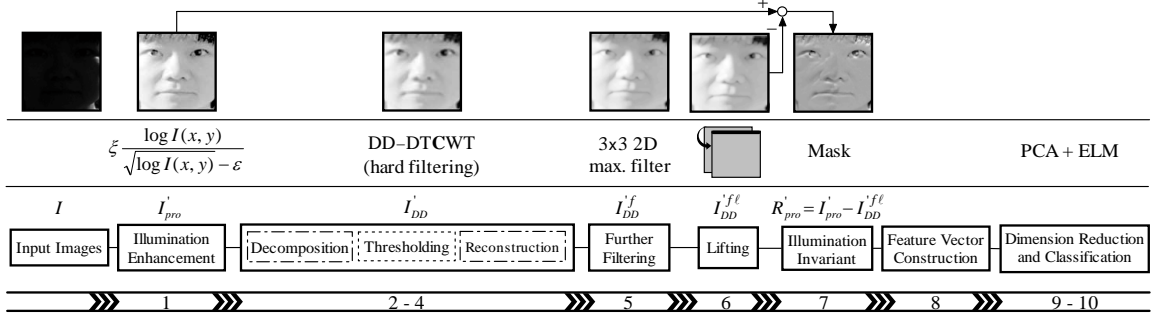 +
−
ξ log I(x, y) / √(log I(x, y)) − ε
DD–DTCWT
(hard filtering)
3x3 2D
max. filter
Mask
PCA + ELM
I
I'pro
I'DD
I'fDD
I'fℓDD
R'pro = I'pro − I'fℓDD
Input Images
Illumination
Enhancement
Decomposition
Thresholding
Reconstruction
Further
Filtering
Lifting
Illumination
Invariant
Feature Vector
Construction
Dimension Reduction
and Classification
1
2 - 4
5
6
7
8
9 - 10